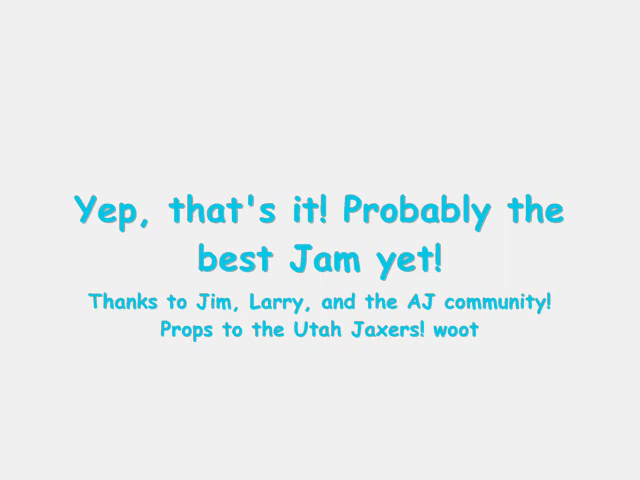 Yep, that's it! Probably the
best Jam yet!
Thanks to Jim, Larry, and the AJ community!
Props to the Utah Jaxers! woot